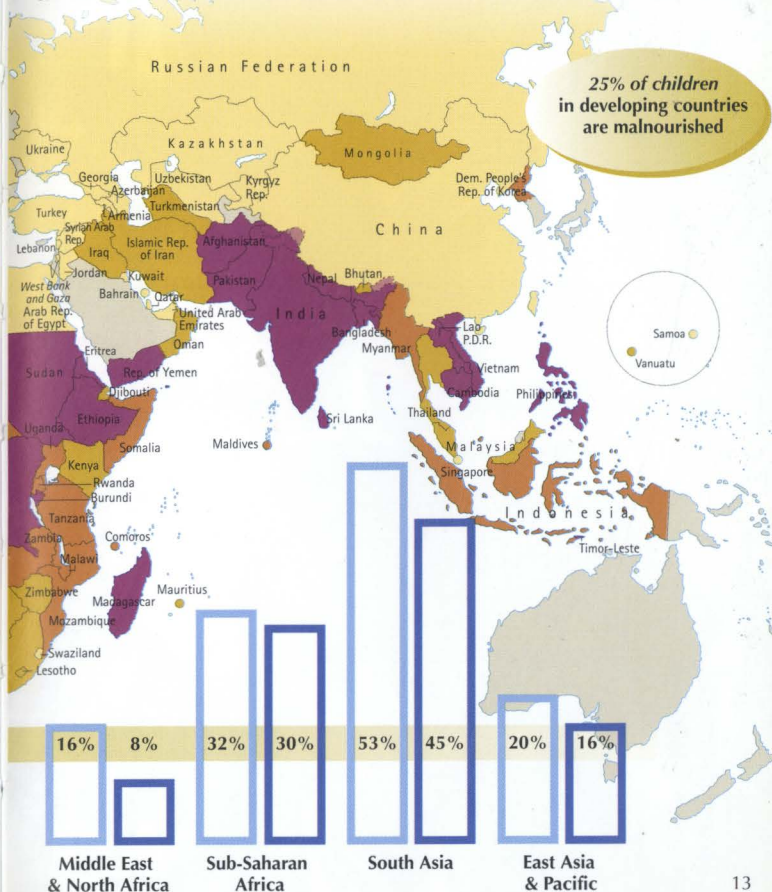 Russian Federation
25% of children
in developing countries
are malnourished
Ukraine
Kazakhstan
Mongolia
Georgia
Uzbekistan
Kyrgyz
Rep.
Dem. People's
Rep. of Korea
Azerbaijan
Turkmenistan
Turkey
Armenia
Syrian Arab
Rep.
China
Lebanon
Iraq
Islamic Rep.
of Iran
Afghanistan
Jordan
Kuwait
Pakistan
Nepal
Bhutan
West Bank
and Gaza
Bahrain
Qatar
Arab Rep.
of Egypt
United Arab
Emirates
India
Oman
Bangladesh
Myanmar
Lao
P.D.R.
Samoa
Vanuatu
Eritrea
Sudan
Rep. of Yemen
Vietnam
Djibouti
Cambodia
Philippines
Ethiopia
Sri Lanka
Thailand
Uganda
Somalia
Maldives
Malaysia
Kenya
Singapore
Rwanda
Burundi
Tanzania
Indonesia
Zambia
Comoros
Timor-Leste
Malawi
Zimbabwe
Madagascar
Mauritius
Mozambique
Swaziland
Lesotho
16% 8% 32% 30% 53% 45% 20% 16%
Middle East
& North Africa
Sub-Saharan
Africa
South Asia
East Asia
& Pacific
13